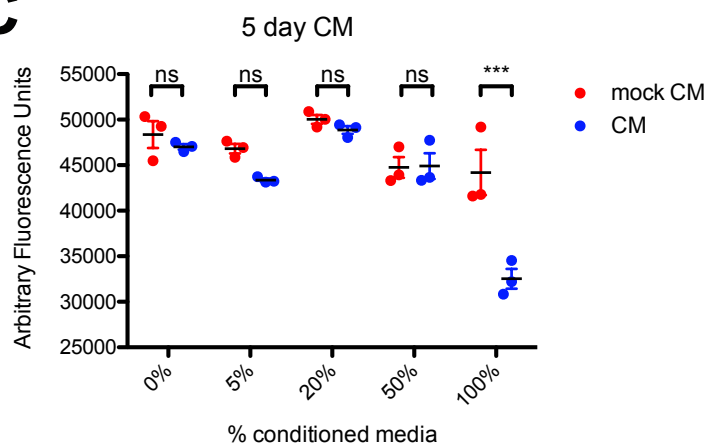 5 day CM
ns ns ns ns ***
mock CM
CM
Arbitrary Fluorescence Units
55000
50000
45000
40000
35000
30000
25000
0% 5% 20% 50% 100%
% conditioned media